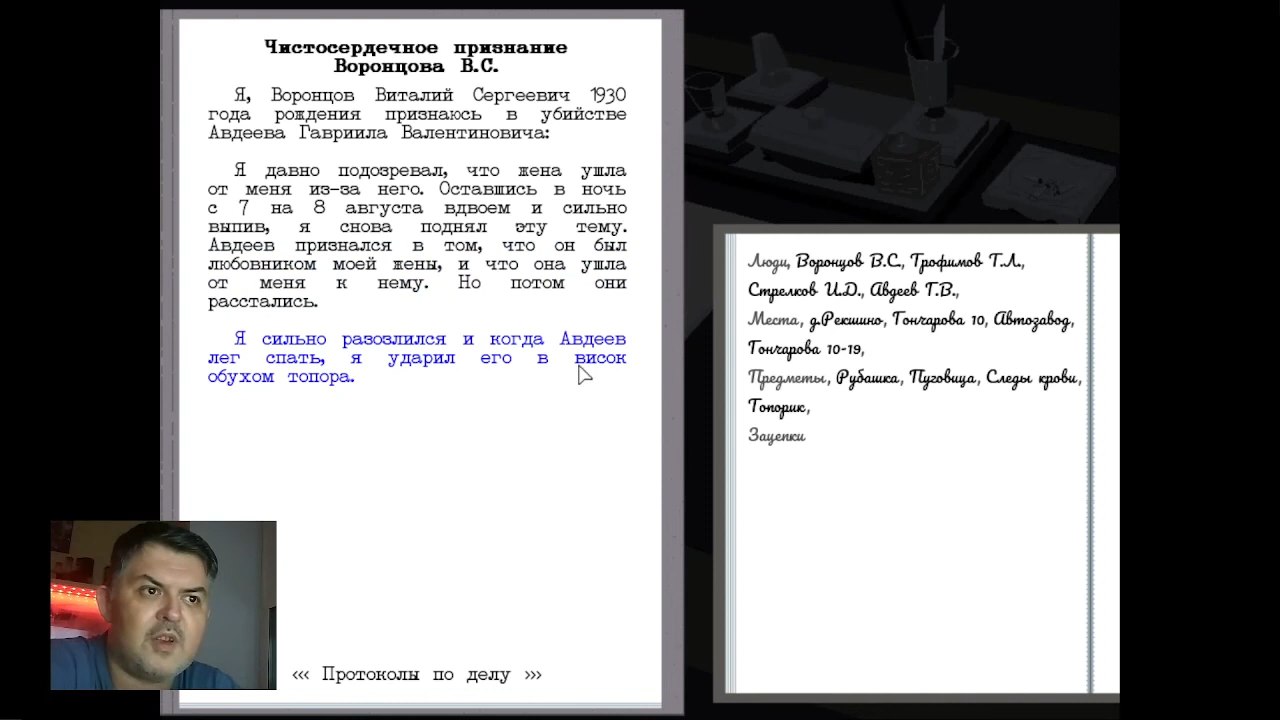 Чистосердечное признание
Воронцова В.С.
Я, Воронцов Виталий Сергеевич 1930
года рождения признаюсь в убийстве
Авдеева Гавриила Валентиновича:
Я давно подозревал, что жена ушла
от меня из-за него. Оставшись в ночь
с 7 на 8 августа вдвоем и сильно
выпив, я снова поднял эту тему.
Авдеев признался в том, что он был
любовником моей жены, и что она ушла
от меня к нему. Но потом они
расстались.
Я сильно разозлился и когда Авдеев
лег спать, я ударил его в висок
обухом топора.
‹‹‹ Протоколы по делу ›››
Люди, Воронцов В.С., Трофимов Т.Л.,
Стрелков И.Д., Авдеев Г.В.,
Места, д.Рекшино, Гончарова 10, Автозавод,
Гончарова 10-19,
Предметы, Рубашка, Пуговица, Следы крови,
Топорик,
Зацепки